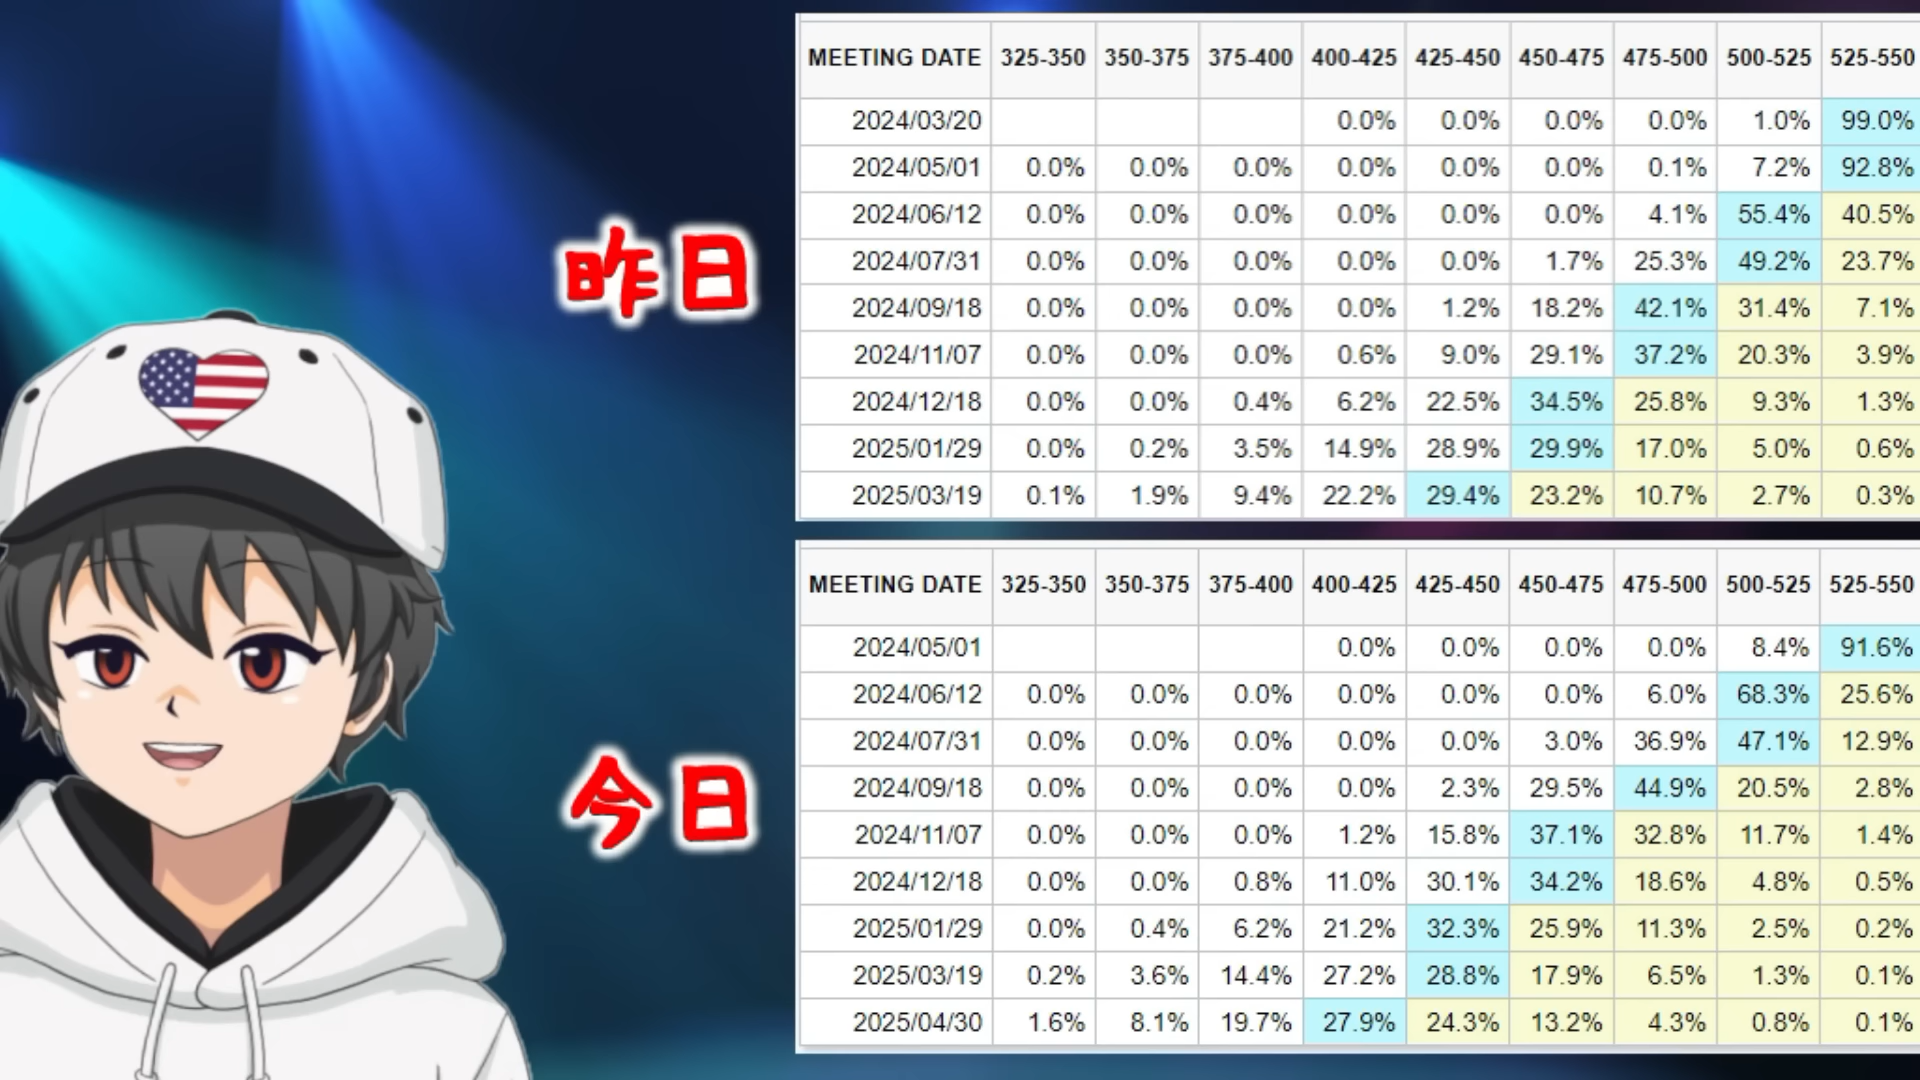 昨日
MEETING DATE 325-350 350-375 375-400 400-425 425-450 450-475 475-500 500-525 525-550
2024/03/20 0.0% 0.0% 0.0% 0.0% 1.0% 99.0%
2024/05/01 0.0% 0.0% 0.0% 0.0% 0.0% 0.0% 0.1% 7.2% 92.8%
2024/06/12 0.0% 0.0% 0.0% 0.0% 0.0% 0.0% 4.1% 55.4% 40.5%
2024/07/31 0.0% 0.0% 0.0% 0.0% 0.0% 1.7% 25.3% 49.2% 23.7%
2024/09/18 0.0% 0.0% 0.0% 0.0% 1.2% 18.2% 42.1% 31.4% 7.1%
2024/11/07 0.0% 0.0% 0.0% 0.6% 9.0% 29.1% 37.2% 20.3% 3.9%
2024/12/18 0.0% 0.0% 0.4% 6.2% 22.5% 34.5% 25.8% 9.3% 1.3%
2025/01/29 0.0% 0.2% 3.5% 14.9% 28.9% 29.9% 17.0% 5.0% 0.6%
2025/03/19 0.1% 1.9% 9.4% 22.2% 29.4% 23.2% 10.7% 2.7% 0.3%
今日
MEETING DATE 325-350 350-375 375-400 400-425 425-450 450-475 475-500 500-525 525-550
2024/05/01 0.0% 0.0% 0.0% 0.0% 8.4% 91.6%
2024/06/12 0.0% 0.0% 0.0% 0.0% 0.0% 0.0% 6.0% 68.3% 25.6%
2024/07/31 0.0% 0.0% 0.0% 0.0% 0.0% 3.0% 36.9% 47.1% 12.9%
2024/09/18 0.0% 0.0% 0.0% 0.0% 2.3% 29.5% 44.9% 20.5% 2.8%
2024/11/07 0.0% 0.0% 0.0% 1.2% 15.8% 37.1% 32.8% 11.7% 1.4%
2024/12/18 0.0% 0.0% 0.8% 11.0% 30.1% 34.2% 18.6% 4.8% 0.5%
2025/01/29 0.0% 0.4% 6.2% 21.2% 32.3% 25.9% 11.3% 2.5% 0.2%
2025/03/19 0.2% 3.6% 14.4% 27.2% 28.8% 17.9% 6.5% 1.3% 0.1%
2025/04/30 1.6% 8.1% 19.7% 27.9% 24.3% 13.2% 4.3% 0.8% 0.1%